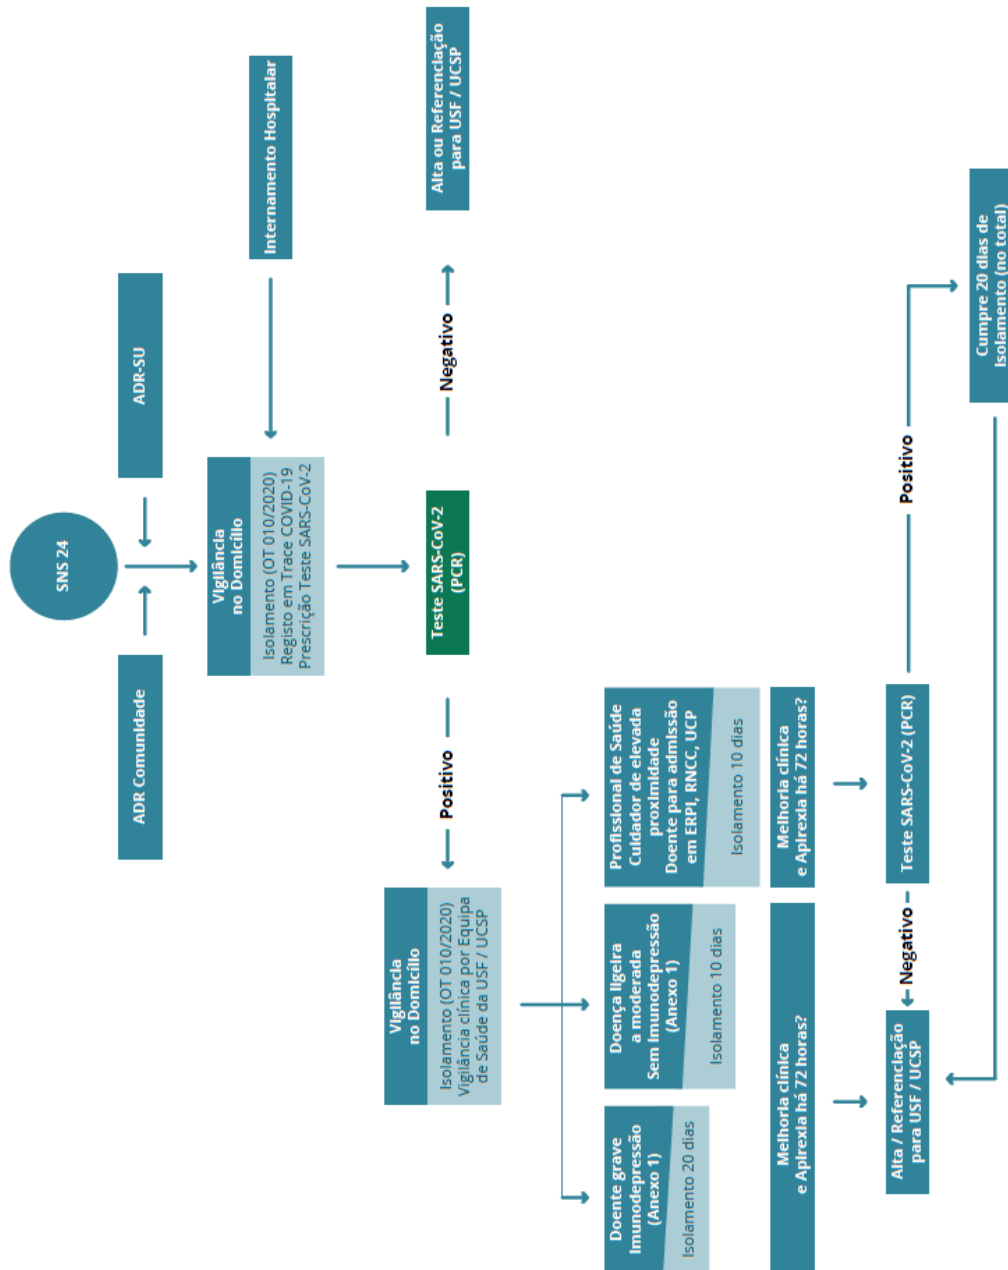 SNS 24
ADR Comunidade
ADR-SU
Vigilância
no Domicílio
Isolamento (OT 010/2020)
Registo em Trace COVID-19
Prescrição Teste SARS-CoV-2
Internamento Hospitalar
Teste SARS-CoV-2
(PCR)
Positivo
Negativo
Alta ou Referenciação
para USF / UCSP
Vigilância
no Domicílio
Isolamento (OT 010/2020)
Vigilância clínica por Equipa
de Saúde da USF / UCSP
Doente grave
Imunodepressão
(Anexo 1)
Isolamento 20 dias
Doença ligeira
a moderada
Sem Imunodepressão
(Anexo 1)
Isolamento 10 dias
Profissional de Saúde
Cuidador de elevada
proximidade
Doente para admissão
em ERPI, RNCC, UCP
Isolamento 10 dias
Melhoria clínica
e Apirexia há 72 horas?
Melhoria clínica
e Apirexia há 72 horas?
Alta / Referenciação
para USF / UCSP
Negativo
Teste SARS-CoV-2 (PCR)
Positivo
Cumpre 20 dias de
Isolamento (no total)